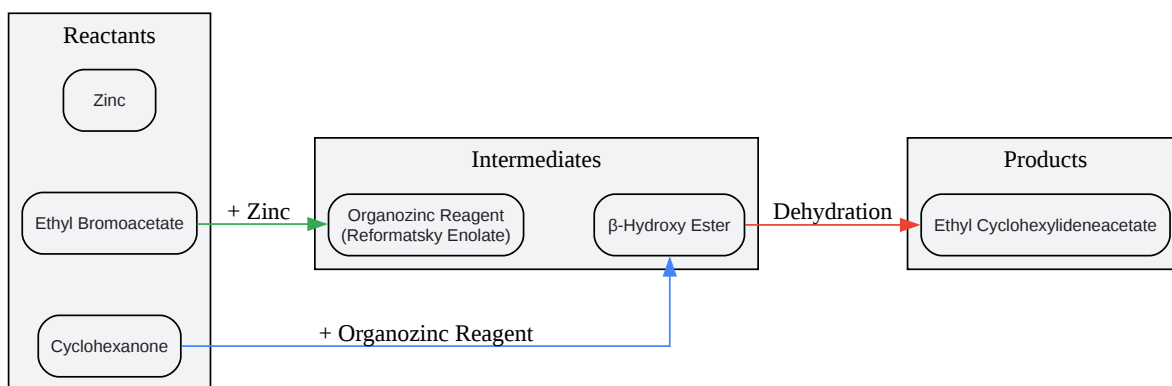 Reactants
Zinc
Ethyl Bromoacetate
Cyclohexanone
+ Zinc
+ Organozinc Reagent
Intermediates
Organozinc Reagent
(Reformatsky Enolate)
β-Hydroxy Ester
Dehydration
Products
Ethyl Cyclohexylideneacetate